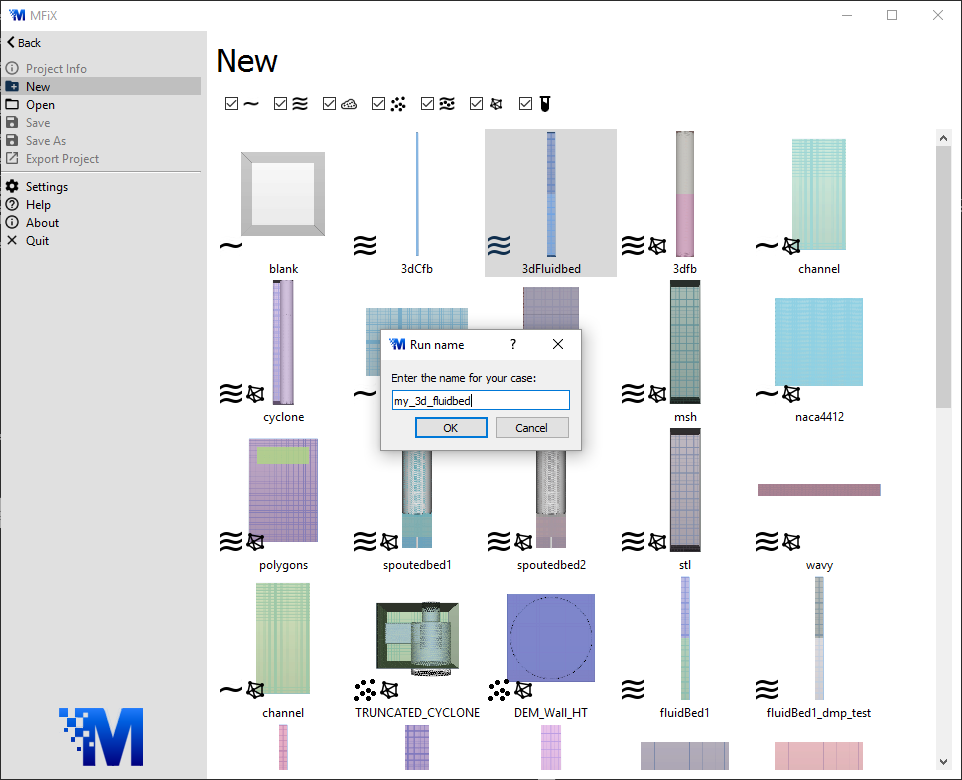 MFiX
Back
Project Info
New
Open
Save
Save As
Export Project
Settings
Help
About
Quit
New
blank
3dCfb
3dFluidbed
3dfb
channel
cyclone
msh
naca4412
Run name
?
Enter the name for your case:
my_3d_fluidbed
OK
Cancel
polygons
spoutedbed1
spoutedbed2
stl
wavy
channel
TRUNCATED_CYCLONE
DEM_Wall_HT
fluidBed1
fluidBed1_dmp_test
M